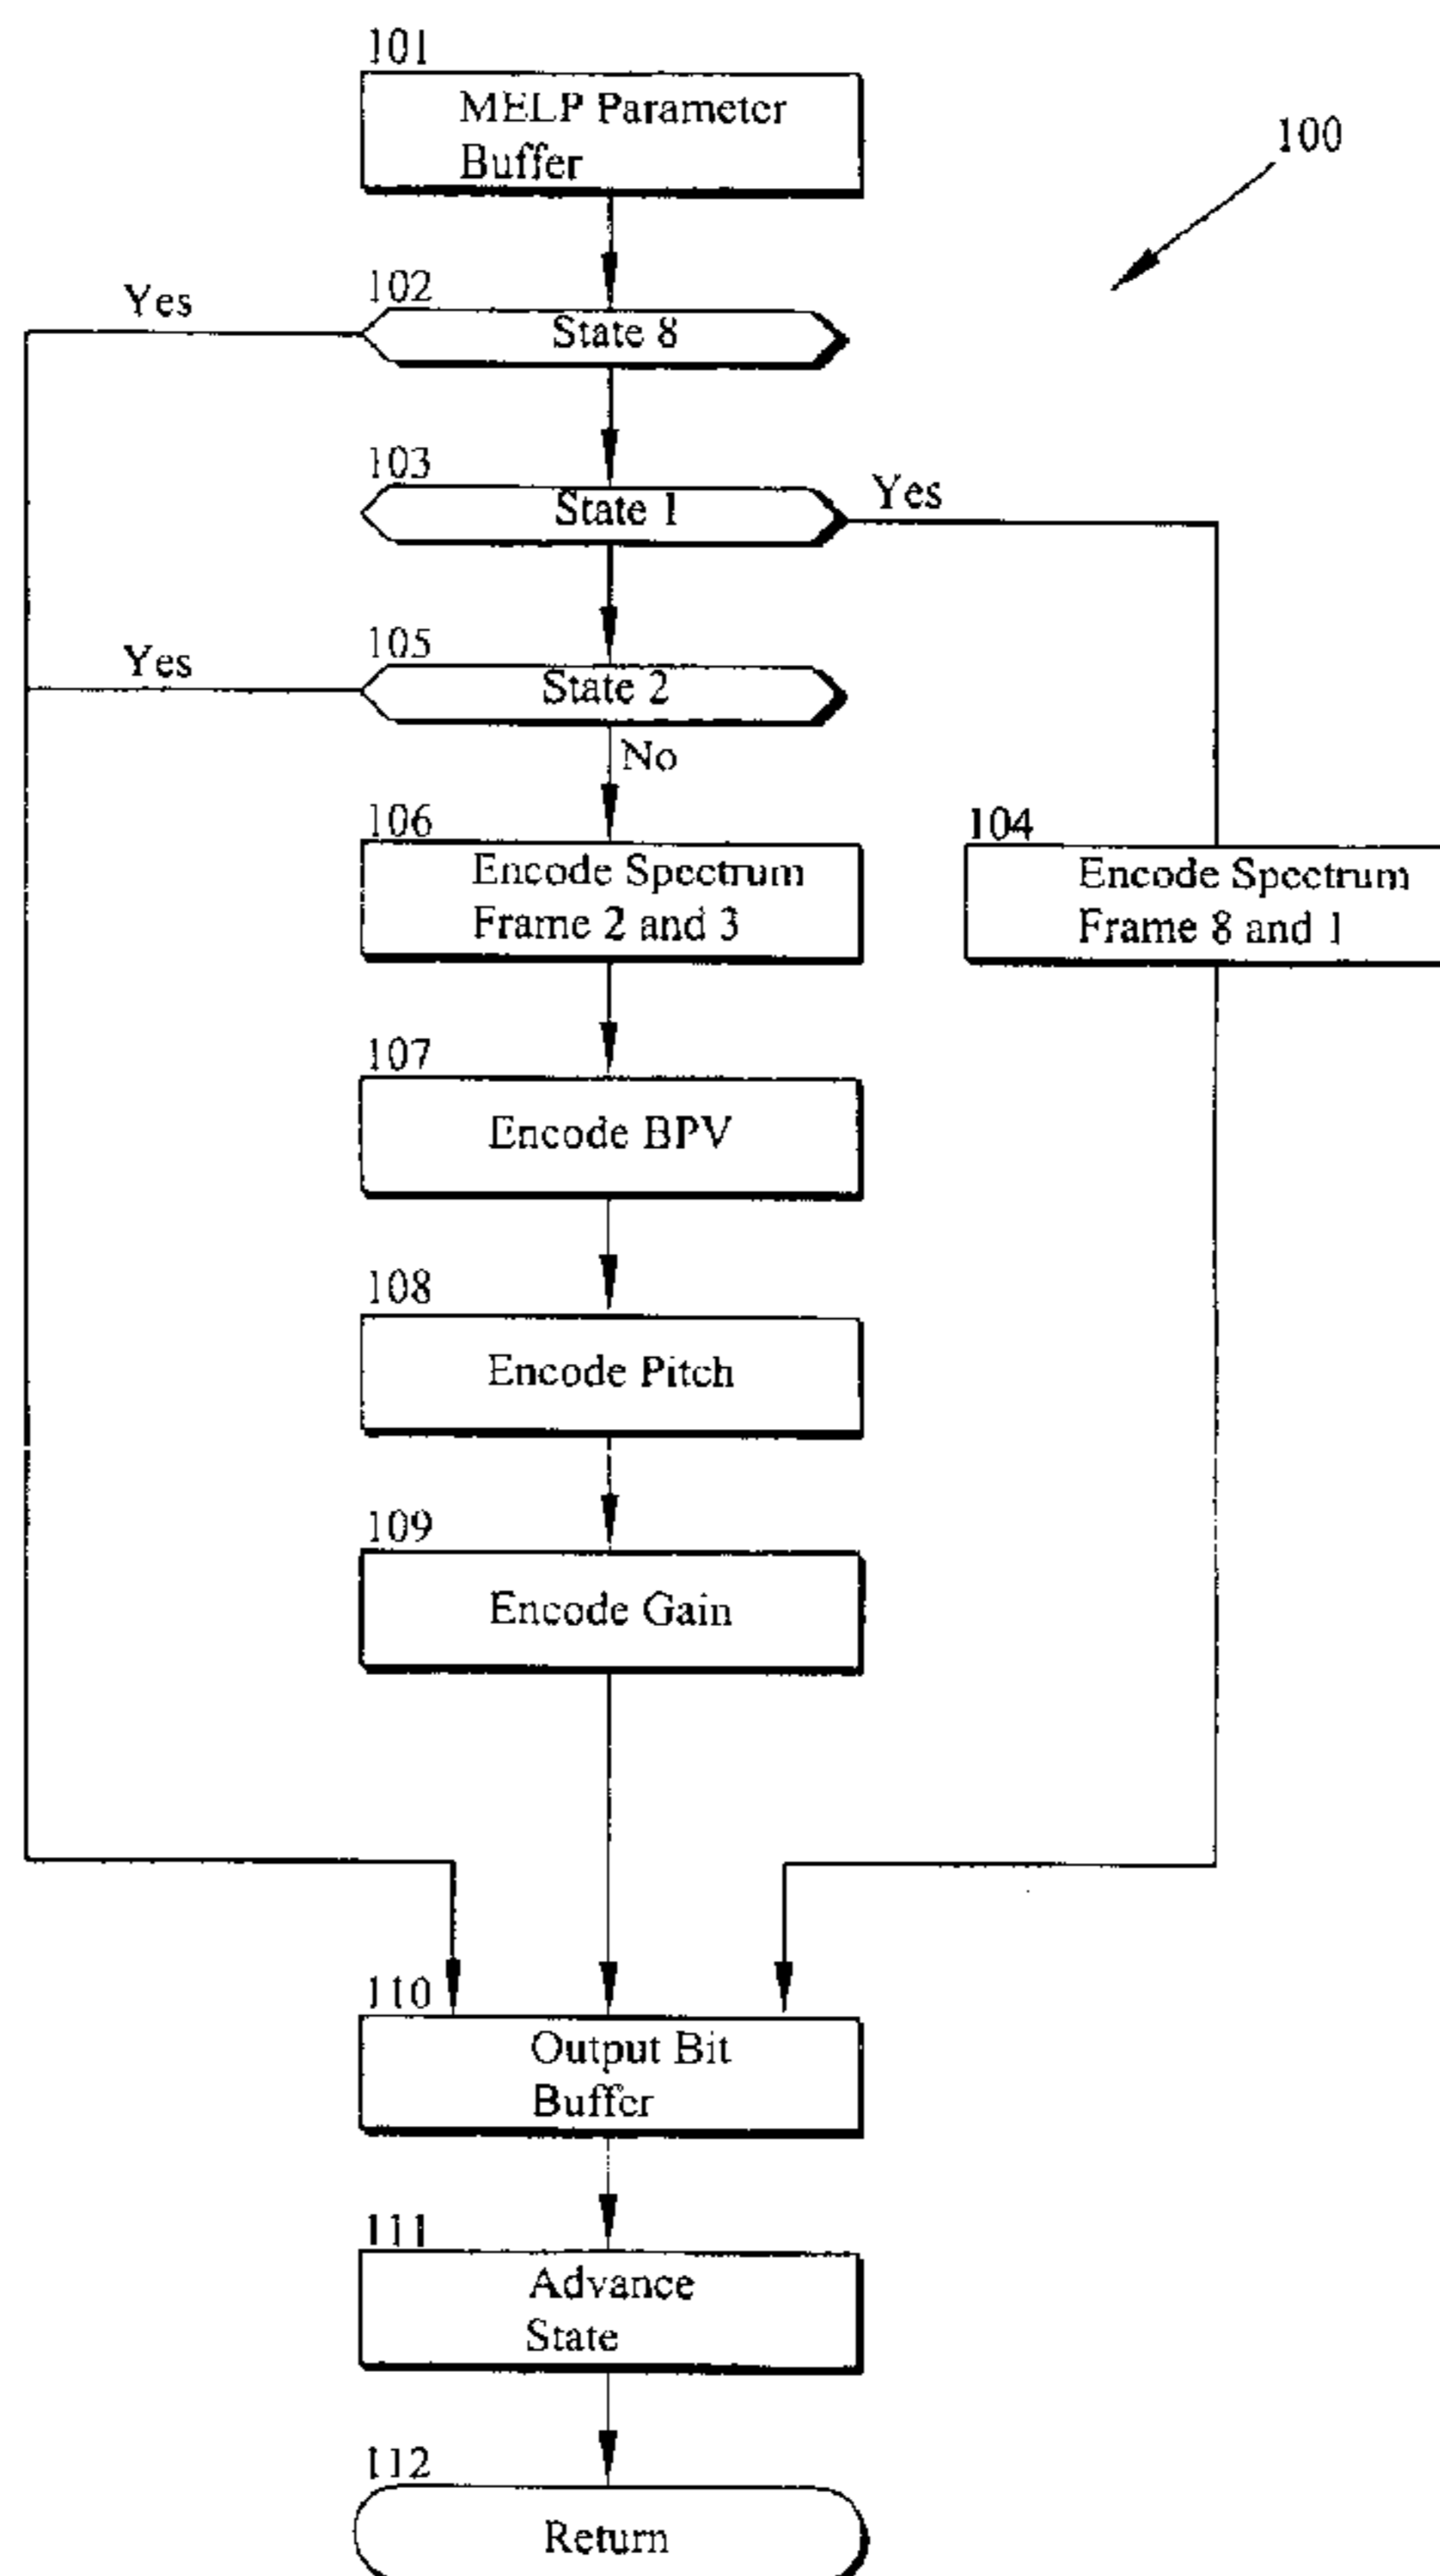 101
MELP Parameter
Buffer
100
102
Yes
State 8
103
State 1
Yes
105
Yes
State 2
No
106
Encode Spectrum
Frame 2 and 3
104
Encode Spectrum
Frame 8 and 1
107
Encode BPV
108
Encode Pitch
109
Encode Gain
110
Output Bit
Buffer
111
Advance
State
112
Return